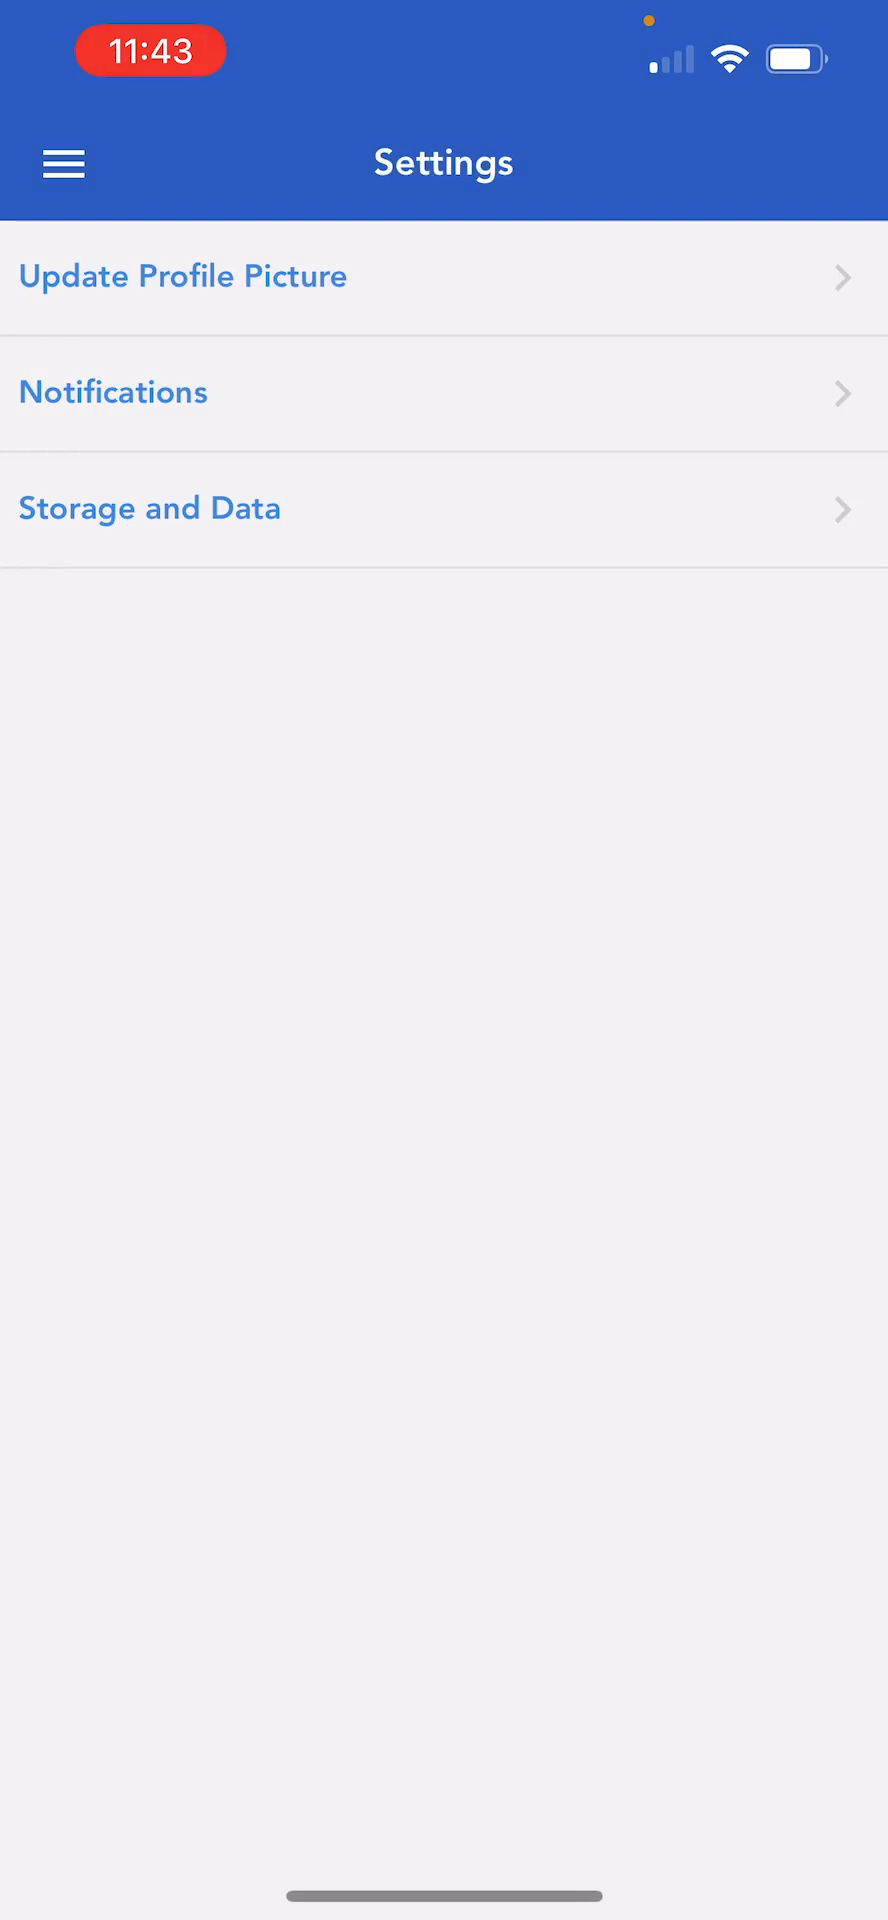 11:43
Settings
Update Profile Picture
Notifications
Storage and Data